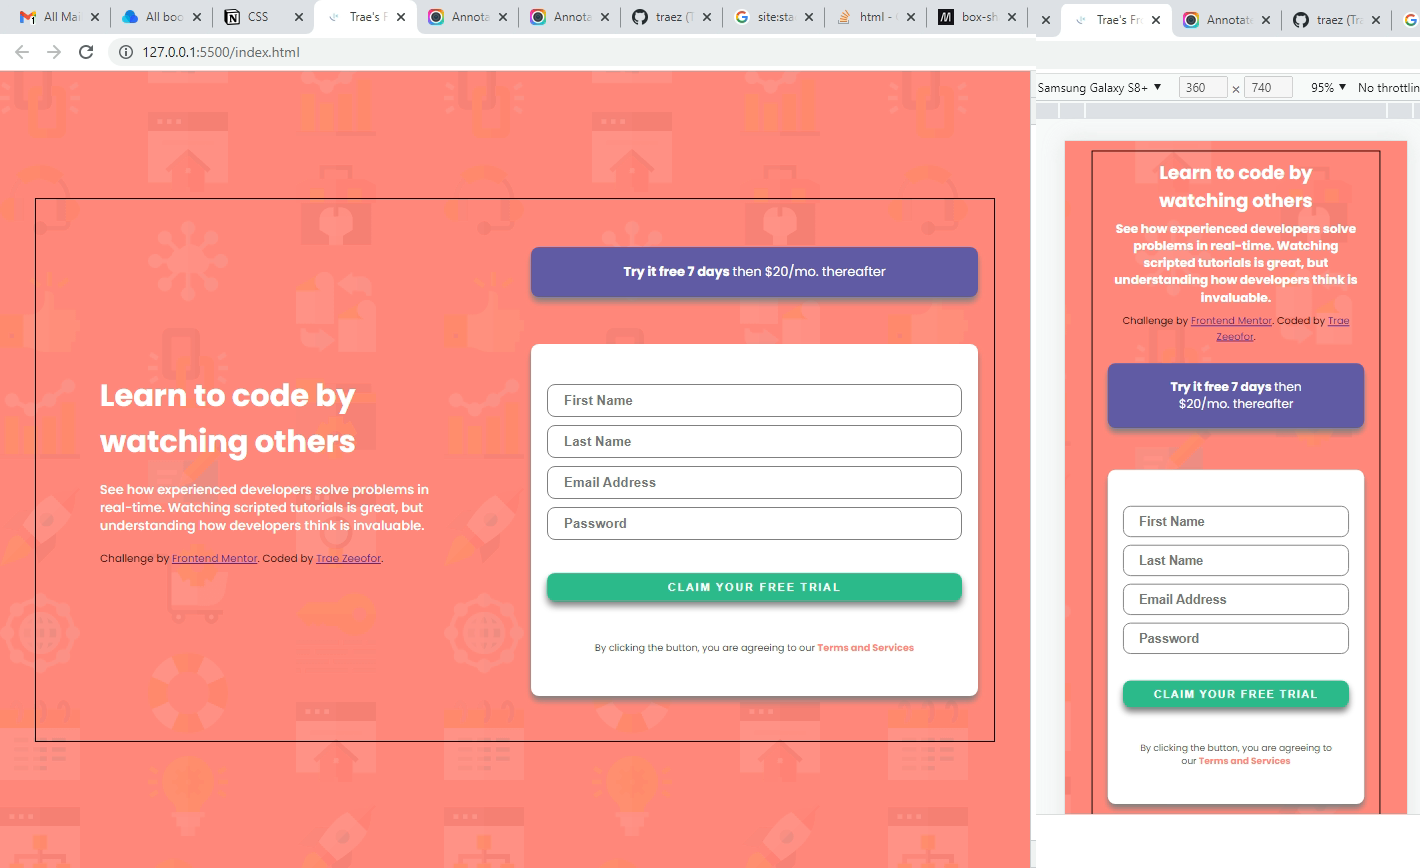 All Mai
All boo
CSS
Trae's F
Annota
Annota
traez (T
site:sta
html -
box-sh
Trae's Fr
Annotate
traez (Tra
127.0.0.1:5500/index.html
Samsung Galaxy S8+ ▼ 360 × 740 95% ▼ No throttlin
Learn to code by
watching others
See how experienced developers solve problems in
real-time. Watching scripted tutorials is great, but
understanding how developers think is invaluable.
Challenge by Frontend Mentor. Coded by Trae Zeeofor.
Try it free 7 days then $20/mo. thereafter
First Name
Last Name
Email Address
Password
CLAIM YOUR FREE TRIAL
By clicking the button, you are agreeing to our Terms and Services
Learn to code by
watching others
See how experienced developers solve
problems in real-time. Watching
scripted tutorials is great, but
understanding how developers think is
invaluable.
Challenge by Frontend Mentor. Coded by Trae
Zeeofor.
Try it free 7 days then
$20/mo. thereafter
First Name
Last Name
Email Address
Password
CLAIM YOUR FREE TRIAL
By clicking the button, you are agreeing to
our Terms and Services